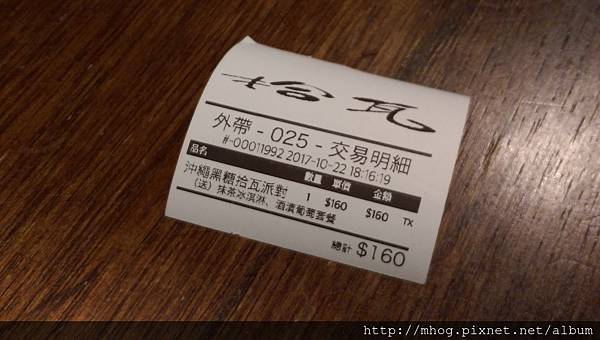 拾瓦
外帶 - 025 - 交易明細
#-00011992 2017-10-22 18:16:19
品名 數量 單價 金額
沖繩黑糖拾瓦派對 1 $160 $160 TX
(送) 抹茶冰淇淋、酒漬葡萄套餐
總計 $160
http://mhog.pixnet.net/album